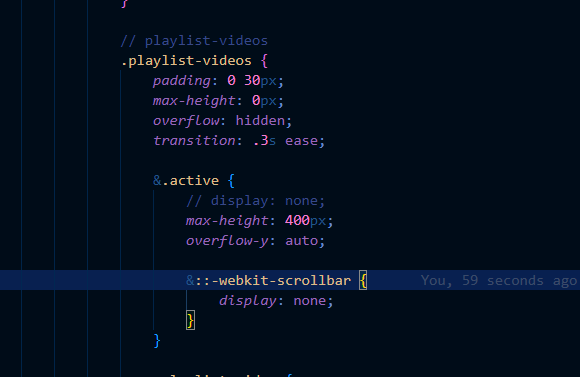 }
// playlist-videos
.playlist-videos {
padding: 0 30px;
max-height: 0px;
overflow: hidden;
transition: .3s ease;
&.active {
// display: none;
max-height: 400px;
overflow-y: auto;
&::-webkit-scrollbar { You, 59 seconds ago
display: none;
}
}